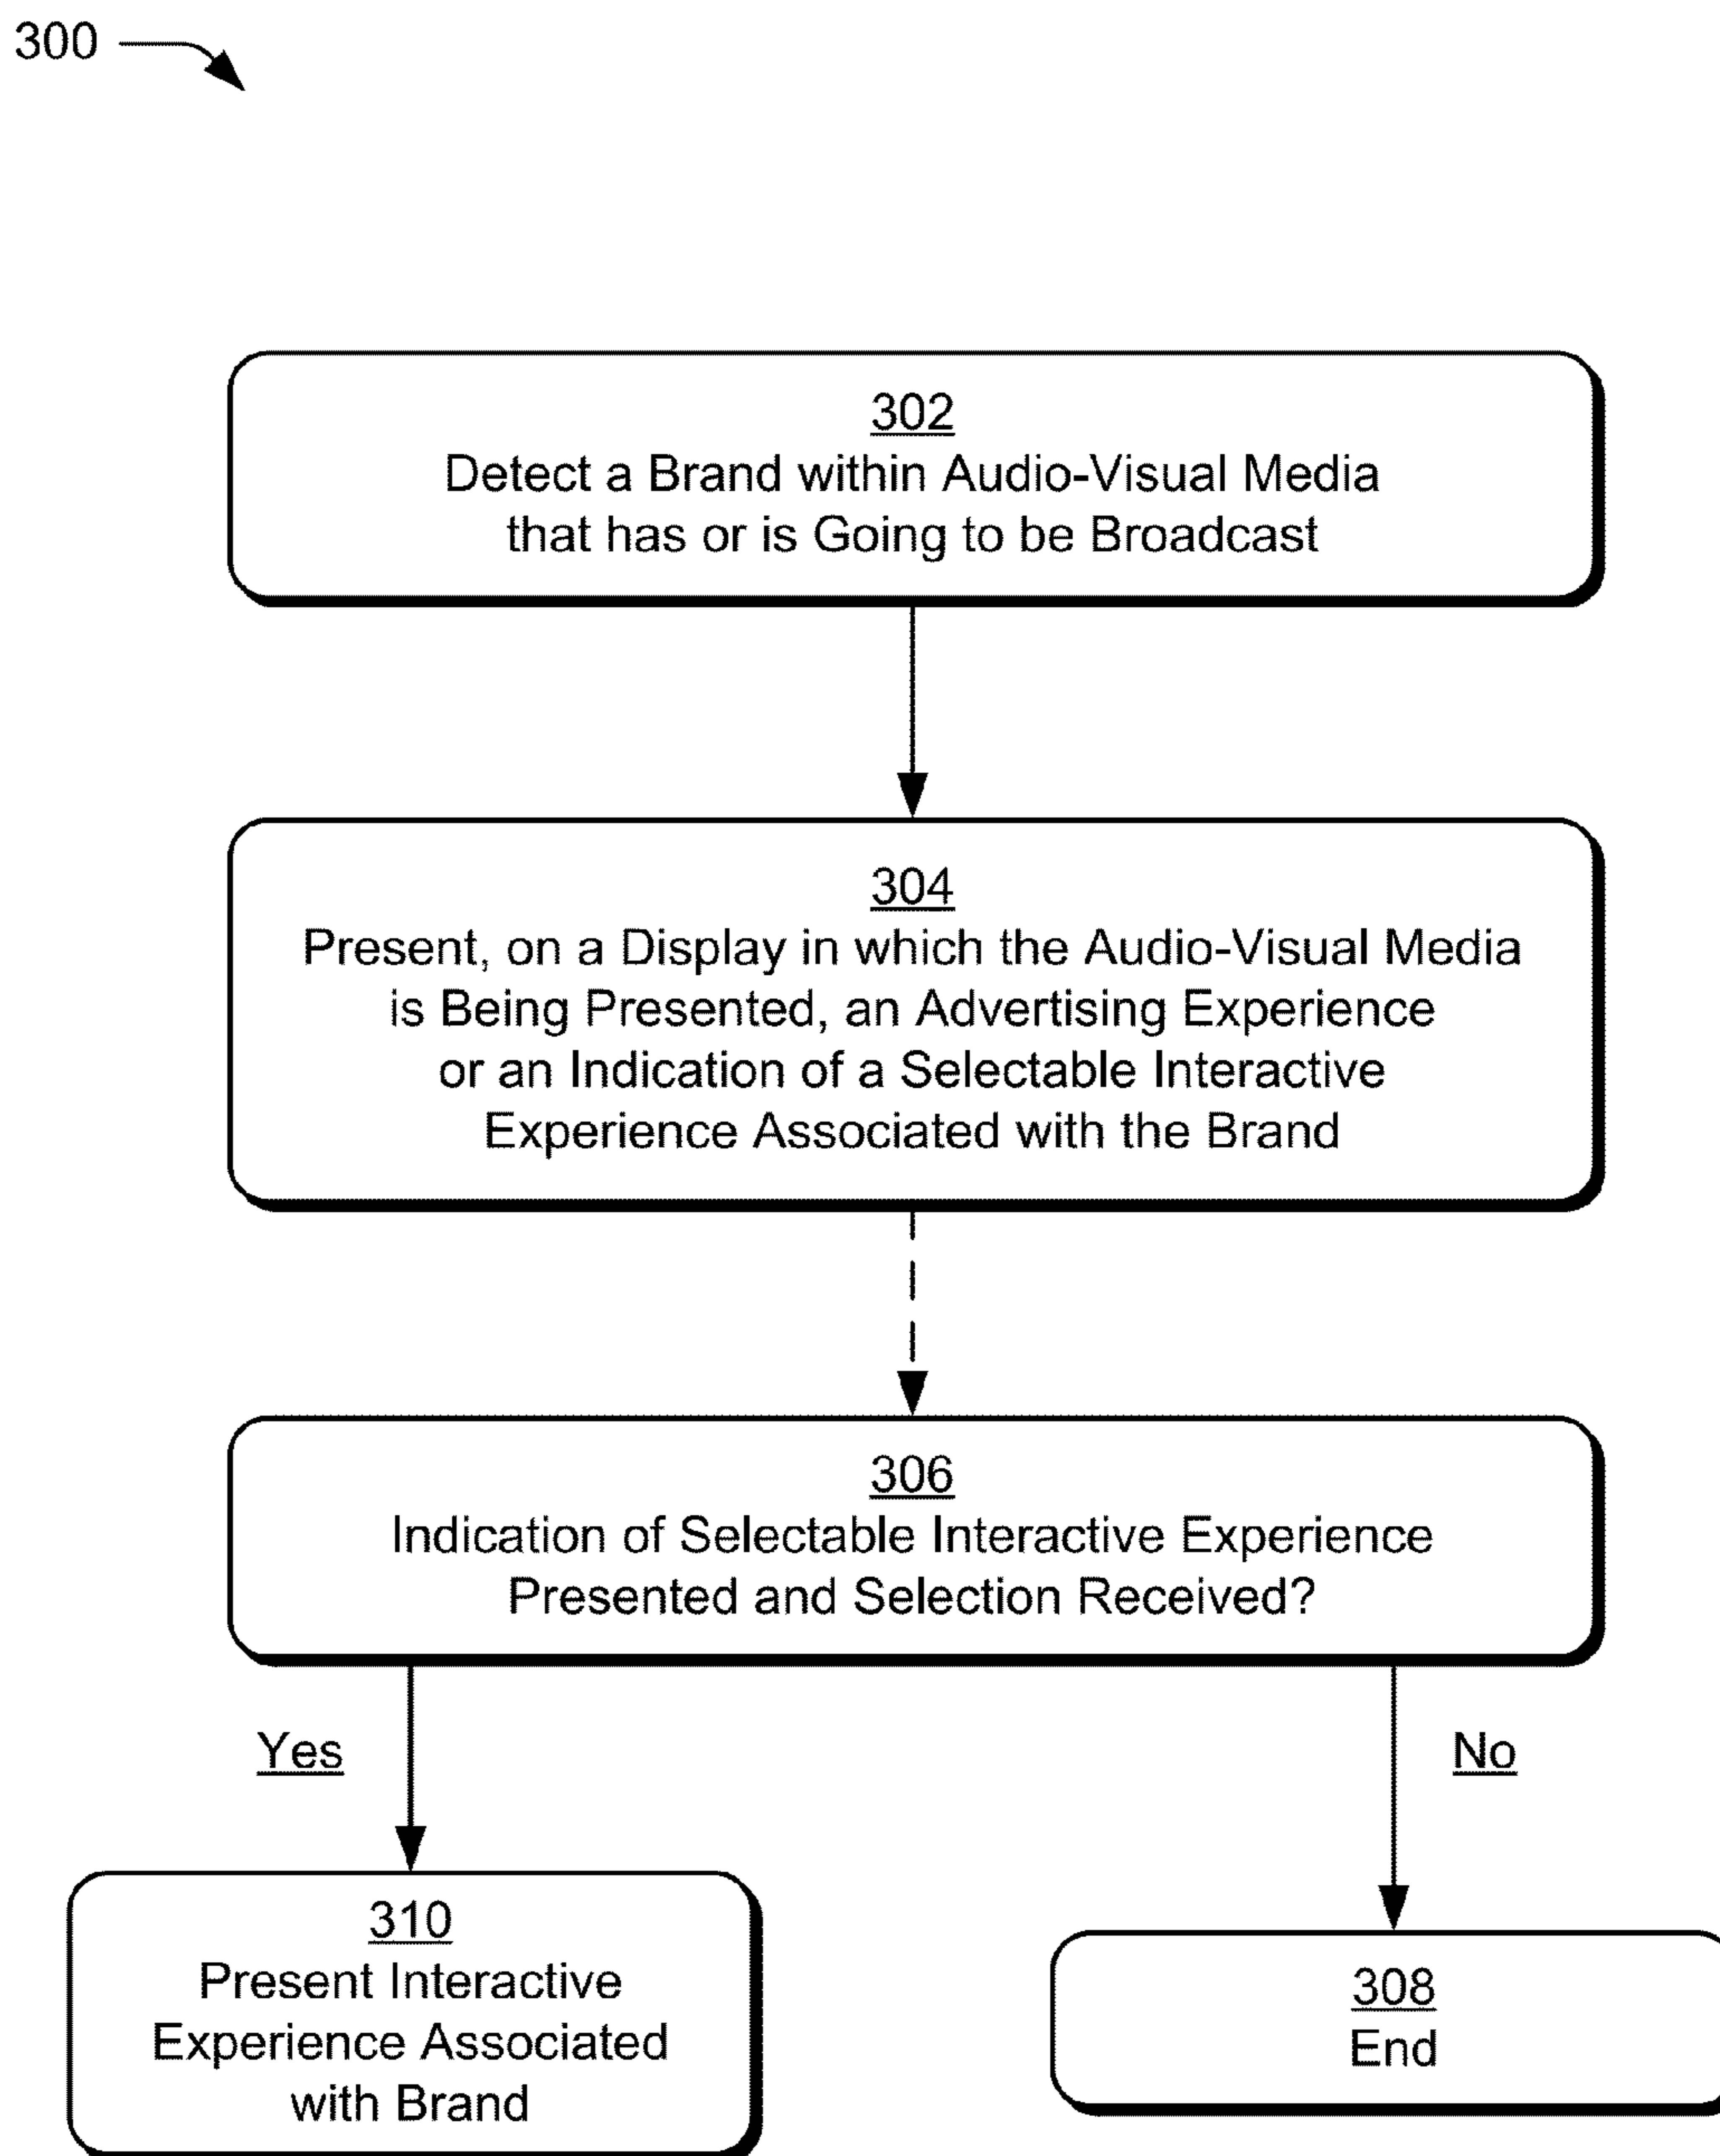 300
302
Detect a Brand within Audio-Visual Media
that has or is Going to be Broadcast
304
Present, on a Display in which the Audio-Visual Media
is Being Presented, an Advertising Experience
or an Indication of a Selectable Interactive
Experience Associated with the Brand
306
Indication of Selectable Interactive Experience
Presented and Selection Received?
Yes
No
310
Present Interactive
Experience Associated
with Brand
308
End